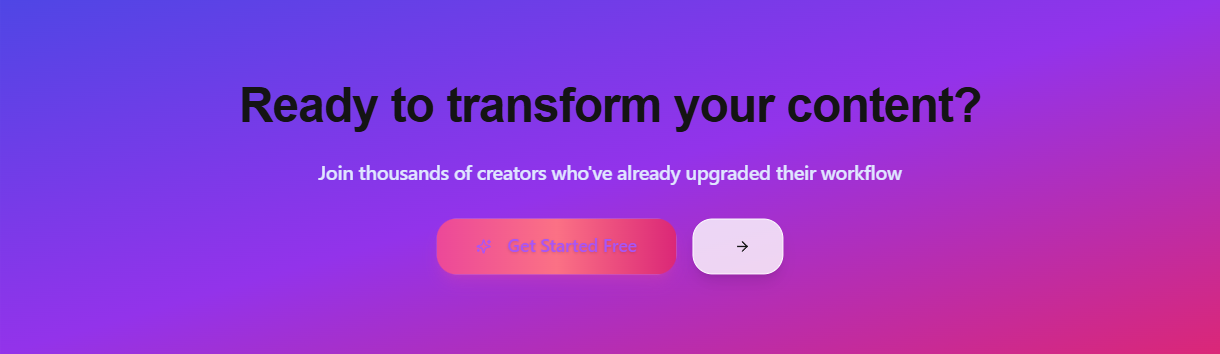 Ready to transform your content?
Join thousands of creators who've already upgraded their workflow
Get Started Free